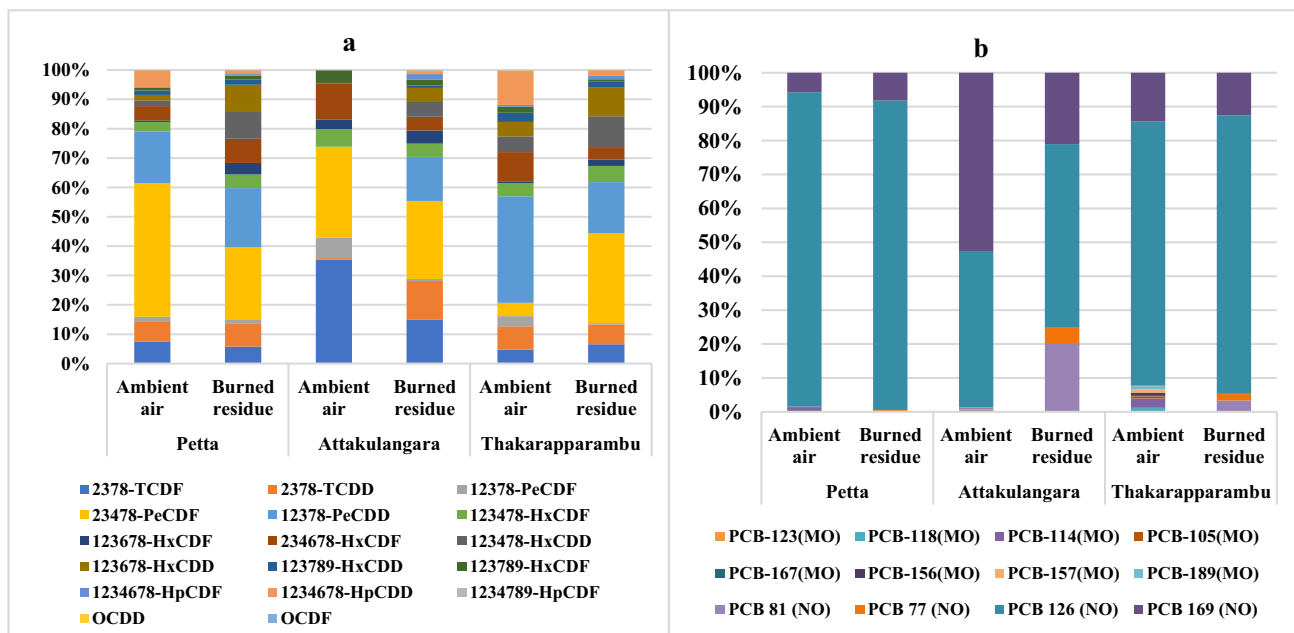 a
100%
90%
80%
70%
60%
50%
40%
30%
20%
10%
0%
Ambient air
Burned residue
Ambient air
Burned residue
Ambient air
Burned residue
Petta
Attakulangara
Thakarapparambu
2378-TCDF
2378-TCDD
12378-PeCDF
23478-PeCDF
12378-PeCDD
123478-HxCDF
123678-HxCDF
234678-HxCDF
123478-HxCDD
123678-HxCDD
123789-HxCDD
123789-HxCDF
1234678-HpCDF
1234678-HpCDD
1234789-HpCDF
OCDD
OCDF
b
100%
90%
80%
70%
60%
50%
40%
30%
20%
10%
0%
Ambient air
Burned residue
Ambient air
Burned residue
Ambient air
Burned residue
Petta
Attakulangara
Thakarapparambu
PCB-123(MO)
PCB-118(MO)
PCB-114(MO)
PCB-105(MO)
PCB-167(MO)
PCB-156(MO)
PCB-157(MO)
PCB-189(MO)
PCB 81 (NO)
PCB 77 (NO)
PCB 126 (NO)
PCB 169 (NO)